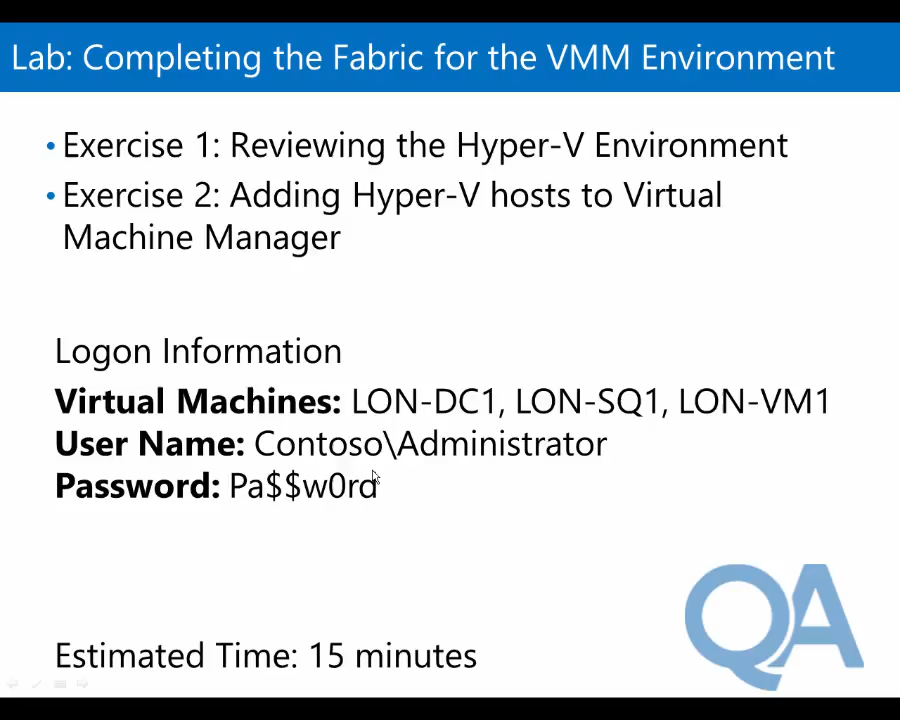 Lab: Completing the Fabric for the VMM Environment
• Exercise 1: Reviewing the Hyper-V Environment
• Exercise 2: Adding Hyper-V hosts to Virtual
Machine Manager
Logon Information
Virtual Machines: LON-DC1, LON-SQ1, LON-VM1
User Name: Contoso\Administrator
Password: Pa$$w0rd
QA
Estimated Time: 15 minutes